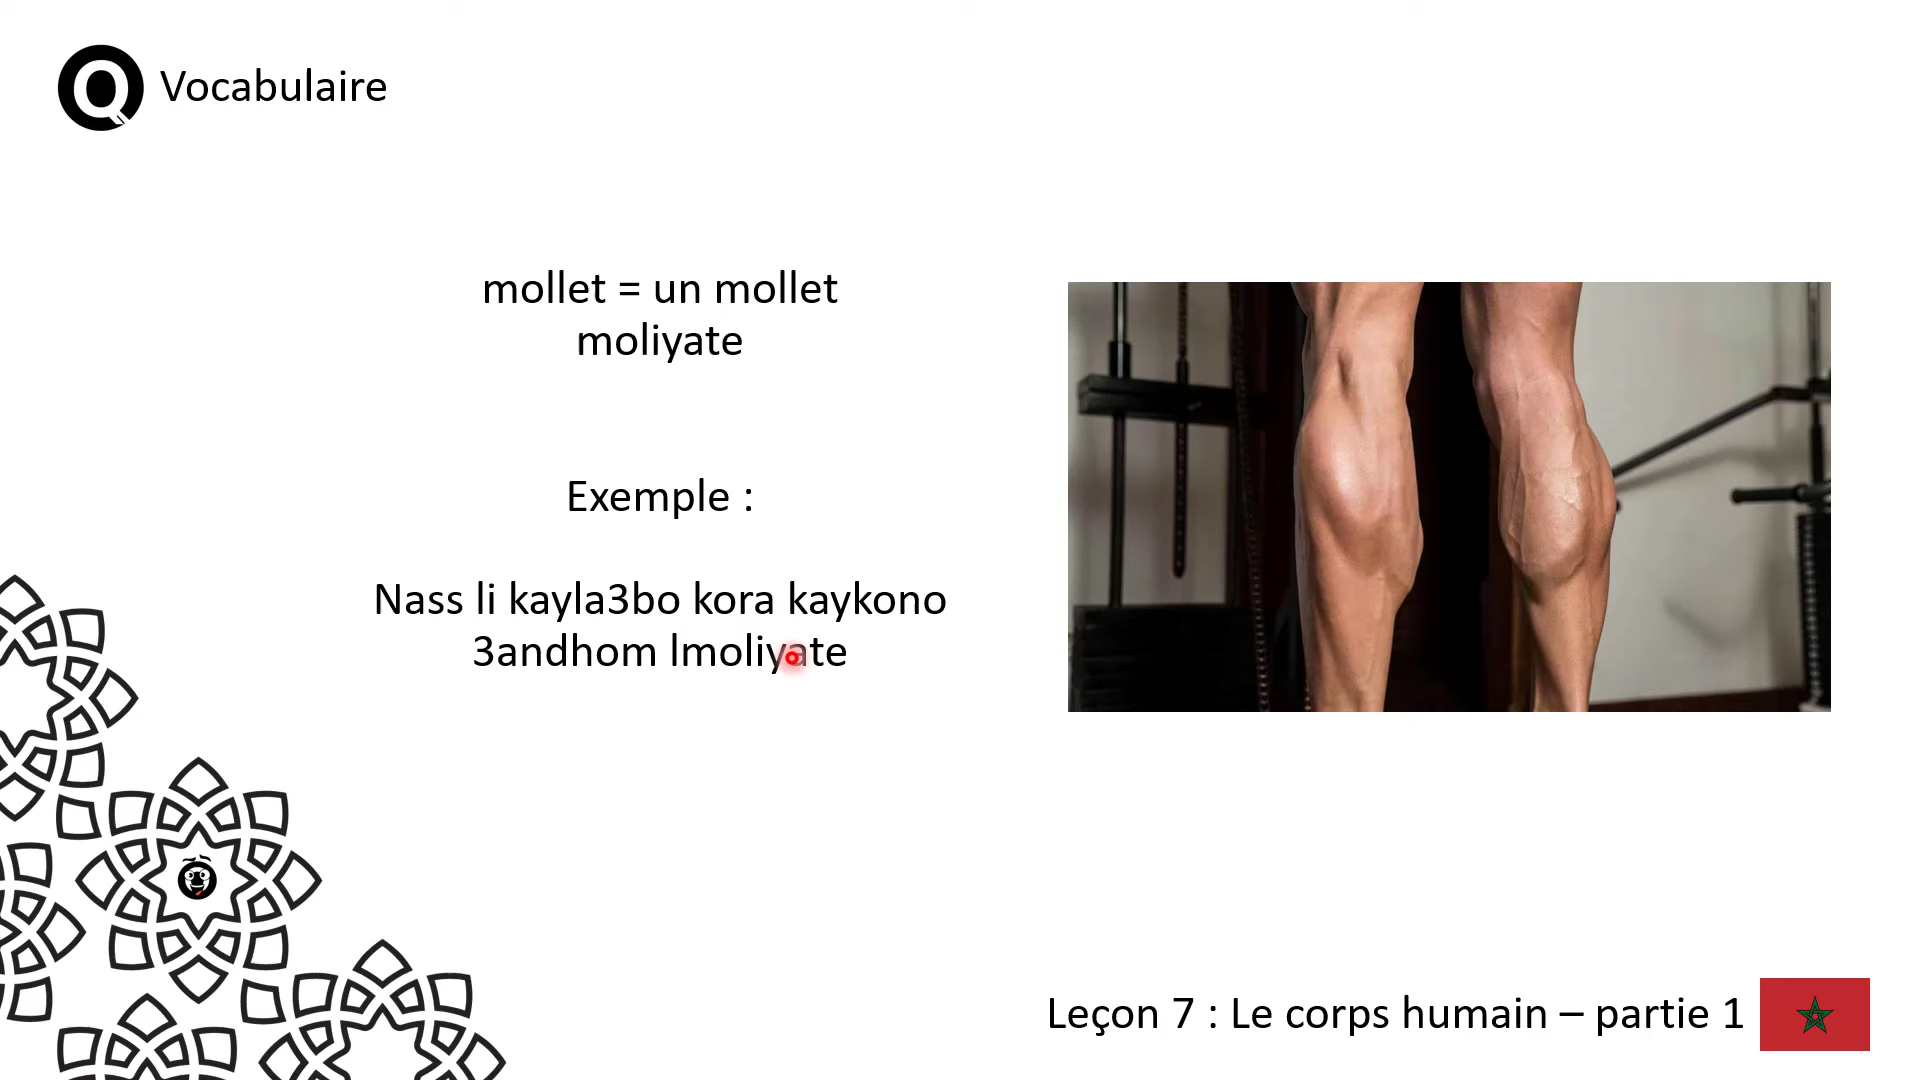 Q Vocabulaire
mollet = un mollet
moliyate
Exemple :
Nass li kayla3bo kora kaykono
3andhom lmoliyate
Leçon 7 : Le corps humain – partie 1